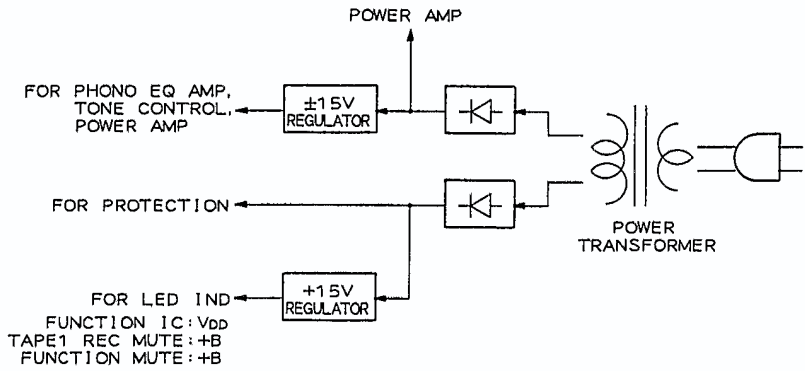 POWER AMP
FOR PHONO EQ AMP,
TONE CONTROL,
POWER AMP
±15V
REGULATOR
FOR PROTECTION
POWER
TRANSFORMER
+15V
REGULATOR
FOR LED IND
FUNCTION IC:VDD
TAPE1 REC MUTE:+B
FUNCTION MUTE:+B